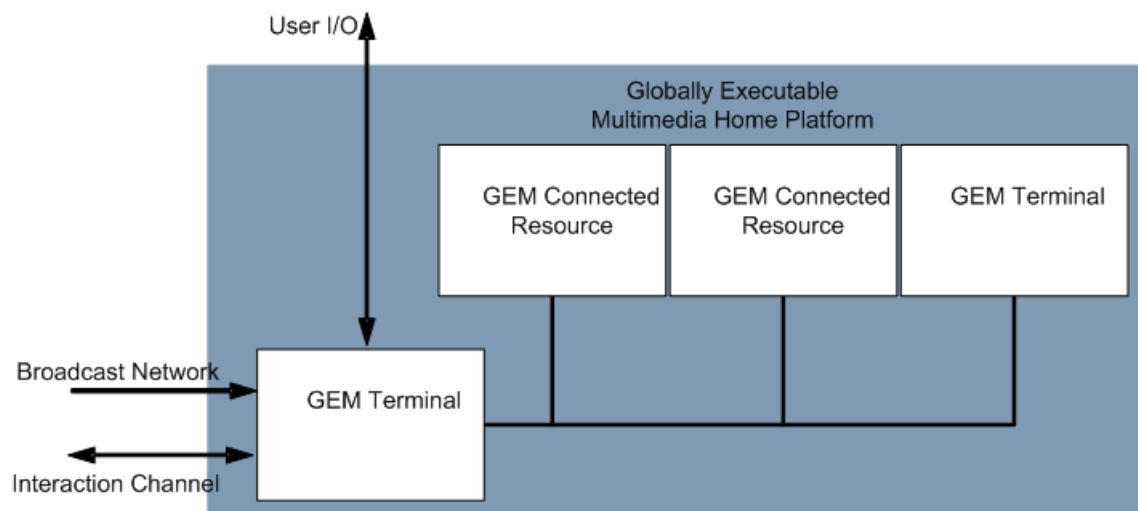 User I/O
Globally Executable
Multimedia Home Platform
GEM Connected
Resource
GEM Connected
Resource
GEM Terminal
Broadcast Network
GEM Terminal
Interaction Channel